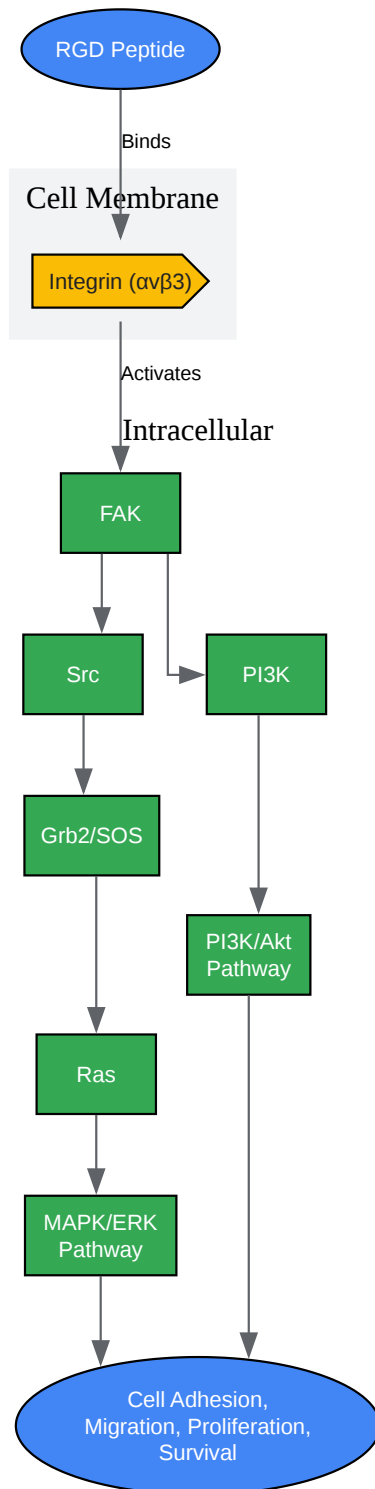 RGD Peptide
Binds
Cell Membrane
Integrin (αvβ3)
Activates
Intracellular
FAK
Src
PI3K
Grb2/SOS
PI3K/Akt
Pathway
Ras
MAPK/ERK
Pathway
Cell Adhesion,
Migration, Proliferation,
Survival